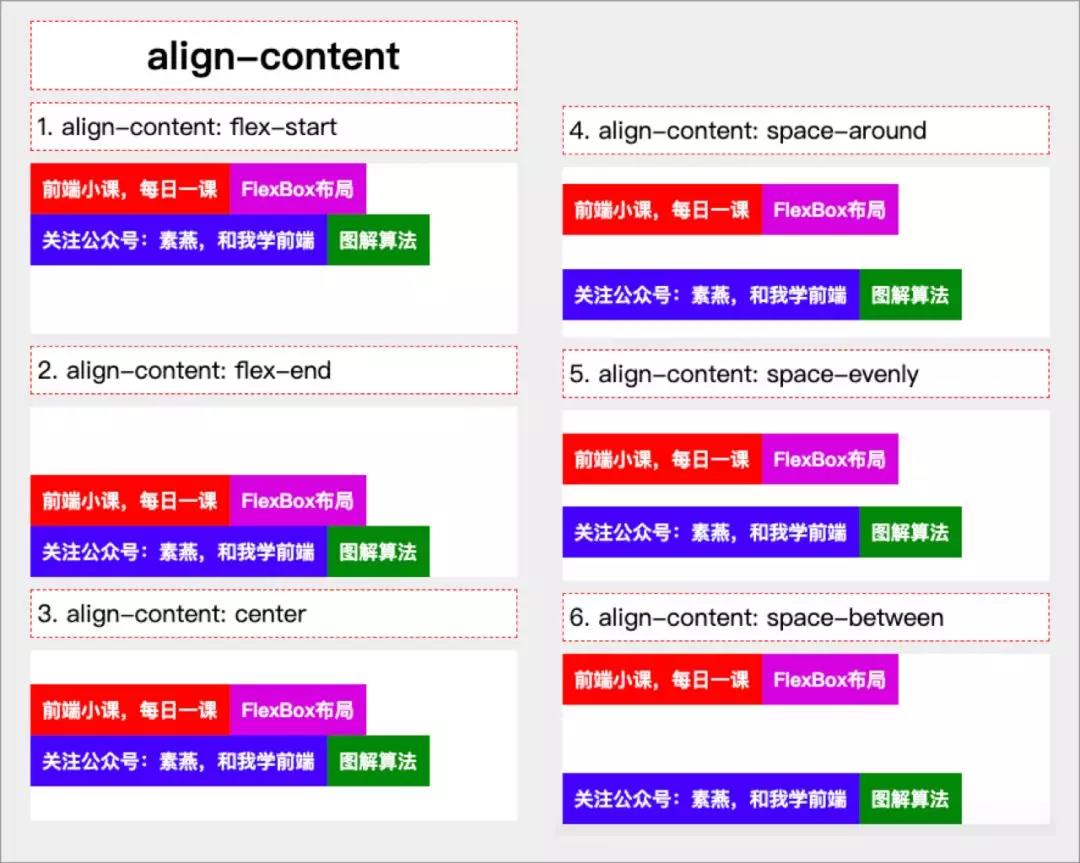 align-content
1. align-content: flex-start
前端小课，每日一课 FlexBox布局
关注公众号：素燕，和我学前端 图解算法
2. align-content: flex-end
前端小课，每日一课 FlexBox布局
关注公众号：素燕，和我学前端 图解算法
3. align-content: center
前端小课，每日一课 FlexBox布局
关注公众号：素燕，和我学前端 图解算法
4. align-content: space-around
前端小课，每日一课 FlexBox布局
关注公众号：素燕，和我学前端 图解算法
5. align-content: space-evenly
前端小课，每日一课 FlexBox布局
关注公众号：素燕，和我学前端 图解算法
6. align-content: space-between
前端小课，每日一课 FlexBox布局
关注公众号：素燕，和我学前端 图解算法